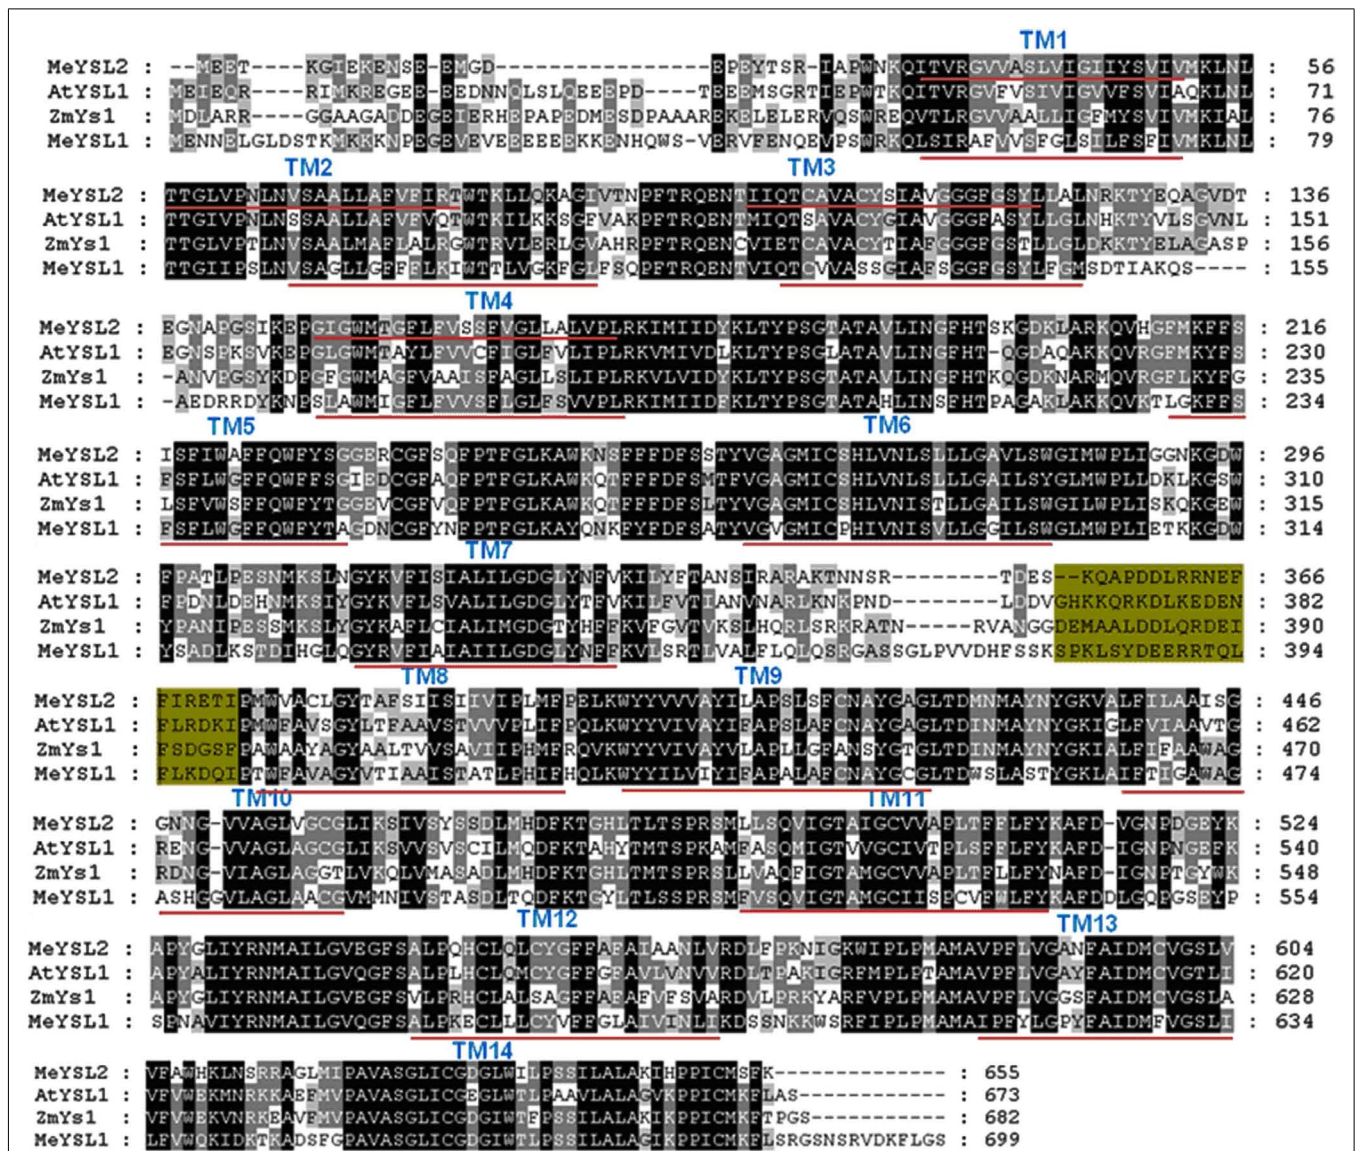 TM1
MeYSL2 : --MEET----KGIEKENSE-EMGD----------------EPEYTSR-IAPWNKQITVRGVVASLVIGIIYSVIVMKLNL : 56
AtYSL1 : MEIEQR----RIMKREGEE-EEDNNQLSLQEEEPD-----TEEEMSGRTIEPWTKQITVRGVFVSIVIGVVFSVIAQKLNL : 71
ZmYs1 : MDLARR----GGAAGADDEGEIERHEPAPEDMESDPAAAREKELELERVQSWREQVTLRGVVAALLIGFMYSVIVMKIAL : 76
MeYSL1 : MENNELGLDSTKMKKKNPEGEVEVEEEEEEKKENHQWS-VERVFENQEVPSWRKQLSIRAFVVSFGLSILFSFIVMKLNL : 79
TM2 TM3
MeYSL2 : TTGLVPNLNVSAALLAFVFIRTWTKLLQKAGIVTNPFTRQENTIIQTCAVACYSIAVGGGFGSYLLALNRKTYEQAGVDT : 136
AtYSL1 : TTGIVPNLNSSAALLAFVFVQTWTKILKKSGFVAKPFTRQENTMIQTSAVACYGIAVGGGFASYLLGLNHKTYVLSGVNL : 151
ZmYs1 : TTGLVPTLNVSAALMAFLALRGWTRVLERLGVAHRPFTRQENCVIETCAVACYTIAFGGGFGSTLLGLDKKTYELAGASP : 156
MeYSL1 : TTGIIPSLNVSAGLLGFFFLKIWTTLVGKFGLFSQPFTRQENTVIQTCVVASSGIAFSGGFGSYLFGMSDTIAKQS---- : 155
TM4
MeYSL2 : EGNAPGSIKEPGIGWMTGFLFVSSFVGLLALVPLRKIMIIDYKLTYPSGTATAVLINGFHTSKGDKLARKQVHGFMKFFS : 216
AtYSL1 : EGNSPKSVKEPGLGWMTAYLFVVCFIGLFVLIPLRKVMIVDLKLTYPSGLATAVLINGFHT-QGDAQAKKQVRGFMKYFS : 230
ZmYs1 : -ANVPGSYKDPGFGWMAGFVAAISFAGLLSLIPLRKVLVIDYKLTYPSGTATAVLINGFHTKQGDKNARMQVRGFLKYFG : 235
MeYSL1 : -AEDRRDYKNPSLAWMIGFLFVVSFLGLFSVVPLRKIMIIDFKLTYPSGTATAHLINSFHTPAGAKLAKKQVKTLGKFFS : 234
TM5 TM6
MeYSL2 : ISFIWAFFQWFYSGGERCGFSQFPTFGLKAWKNSFFFDFSSTYVGAGMICSHLVNLSLLLGAVLSWGIMWPLIGGNKGDW : 296
AtYSL1 : FSFLWGFFQWFFSGIEDCGFAQFPTFGLKAWKQTFFFDFSMTFVGAGMICSHLVNLSLLLGAILSYGLMWPLLDKLKGSW : 310
ZmYs1 : LSFVWSFFQWFYTGGEVCGFVQFPTFGLKAWKQTFFFDFSLTYVGAGMICSHLVNISTLLGAILSWGILWPLISKQKGEW : 315
MeYSL1 : FSFLWGFFQWFYTAGDNCGFYNFPTFGLKAYQNKFYFDFSATYVGVGMICPHIVNISVLLGGILSWGLMWPLIETKKGDW : 314
TM7
MeYSL2 : FPATLPESNMKSLNGYKVFISIALILGDGLYNFVKILYFTANSIRARAKTNNSR--------TDES--KQAPDDLRRNEF : 366
AtYSL1 : FPDNLDEHNMKSIYGYKVFLSVALILGDGLYTFVKILFVTIANVNARLKNKPND--------LDDVGHKKQRKDLKEDEN : 382
ZmYs1 : YPANIPESSMKSLYGYKAFLCIALIMGDGTYHFFKVFGVTVKSLHQRLSRKRATN-----RVANGGDEMAALDDLQRDEI : 390
MeYSL1 : YSADLKSTDIHGLQGYRVFIAIAIILGDGLYNFFKVLSRTLVALFLQLQSRGASSGLPVVDHFSSKSPKLSYDEERRTQL : 394
TM8 TM9
MeYSL2 : FIRETIPMWVACLGYTAFSIISIIVIPLMFPELKWYYVVVAYILAPSLSFCNAYGAGLTDMNMAYNYGKVALFILAAISG : 446
AtYSL1 : FLRDKIPMWFAVSGYLTFAAVSTVVVPLIFPQLKWYYVIVAYIFAPSLAFCNAYGAGLTDINMAYNYGKIGLFVIAAVTG : 462
ZmYs1 : FSDGSFPAWAAYAGYAALTVVSAVIIPHMFRQVKWYYVIVAYVLAPLLGFANSYGTGLTDINMAYNYGKIALFIFAAWAG : 470
MeYSL1 : FLKDQIPTWFAVAGYVTIAAISTATLPHIFHQLKWYYILVIYIFAPALAFCNAYGCGLTDWSLASTYGKLAIFTIGAWAG : 474
TM10 TM11
MeYSL2 : GNNG-VVAGLVGCGLIKSIVSYSSDLMHDFKTGHLTLTSPRSMLLSQVIGTAIGCVVAPLTFFLFYKAFD-VGNPDGEYK : 524
AtYSL1 : RENG-VVAGLAGCGLIKSVVSVSCILMQDFKTAHYTMTSPKAMFASQMIGTVVGCIVTPLSFFLFYKAFD-IGNPNGEFK : 540
ZmYs1 : RDNG-VIAGLAGGTLVKQLVMASADLMHDFKTGHLTMTSPRSLLVAQFIGTAMGCVVAPLTFLLFYNAFD-IGNPTGYWK : 548
MeYSL1 : ASHGGVLAGLAACGVMMNIVSTASDLTQDFKTGYLTLSSPRSMFVSQVIGTAMGCIISPCVFWLFYKAFDDLGQPGSEYP : 554
TM12 TM13
MeYSL2 : APYGLIYRNMAILGVEGFSALPQHCLQLCYGFFAFAIAANLVRDLFPKNIGKWIPLPMAMAVPFLVGANFAIDMCVGSLV : 604
AtYSL1 : APYALIYRNMAILGVQGFSALPLHCLQMCYGFFGFAVLVNVVRDLTPAKIGRFMPLPTAMAVPFLVGAYFAIDMCVGTLI : 620
ZmYs1 : APYGLIYRNMAILGVEGFSVLPRHCLALSAGFFAFAFVFSVARDVLPRKYARFVPLPMAMAVPFLVGGSFAIDMCVGSLA : 628
MeYSL1 : SPNAVIYRNMAILGVQGFSALPKECLLLCYVFFGLAIVINLIKDSSNKKWSRFIPLPMAMAIPFYLGPYFAIDMFVGSLI : 634
TM14
MeYSL2 : VFAWHKLNSRRAGLMIPAVASGLICGDGLWILPSSILALAKIHPPICMSFK-------------- : 655
AtYSL1 : VFVWEKMNRKKAEFMVPAVASGLICGEGLWTLPAAVLALAGVKPPICMKFLAS------------ : 673
ZmYs1 : VFVWEKVNRKEAVFMVPAVASGLICGDGIWTFPSSILALAKIKPPICMKFTPGS----------- : 682
MeYSL1 : LFVWQKIDKTKADSFGPAVASGLICGDGIWTLPSSILALAGIKPPICMKFLSRGSNSRVDKFLGS : 699